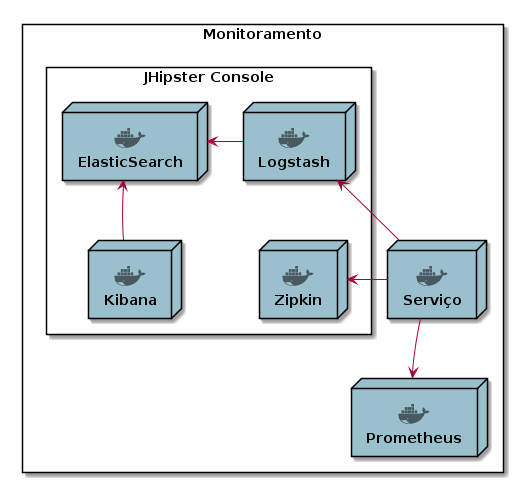 Monitoramento
JHipster Console
ElasticSearch
Logstash
Kibana
Zipkin
Serviço
Prometheus